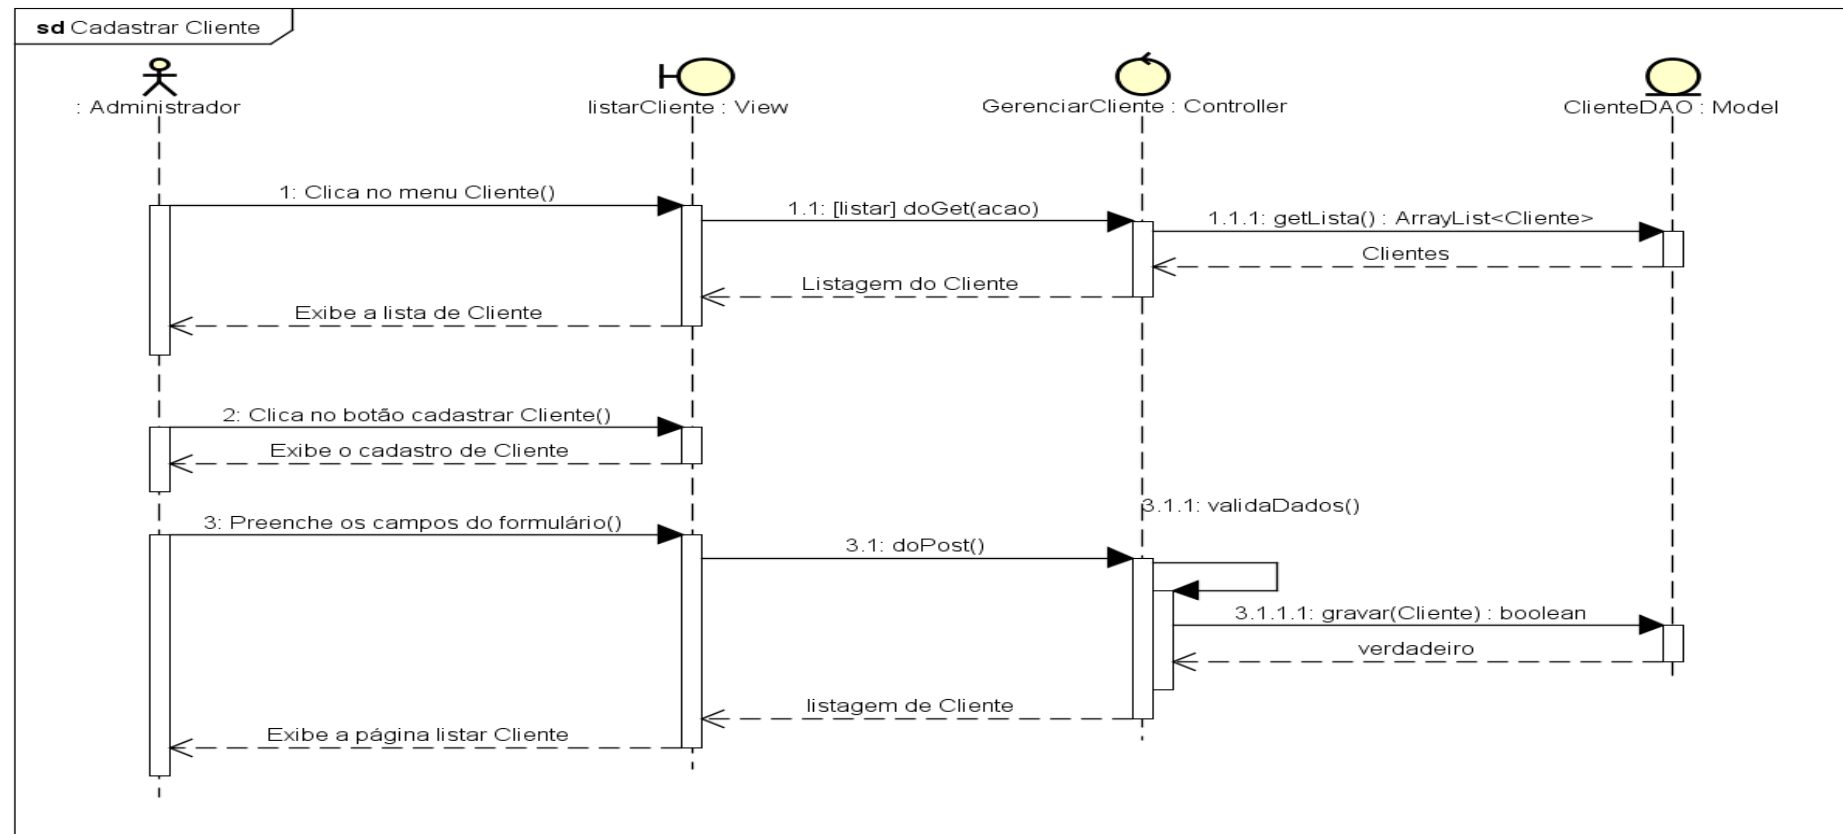 sd Cadastrar Cliente
: Administrador
listarCliente : View
GerenciarCliente : Controller
ClienteDAO : Model
1: Clica no menu Cliente()
1.1: [listar] doGet(acao)
1.1.1: getLista() : ArrayList<Cliente>
Clientes
Listagem do Cliente
Exibe a lista de Cliente
2: Clica no botão cadastrar Cliente()
Exibe o cadastro de Cliente
3.1.1: validaDados()
3: Preenche os campos do formulário()
3.1: doPost()
3.1.1.1: gravar(Cliente) : boolean
verdadeiro
listagem de Cliente
Exibe a página listar Cliente